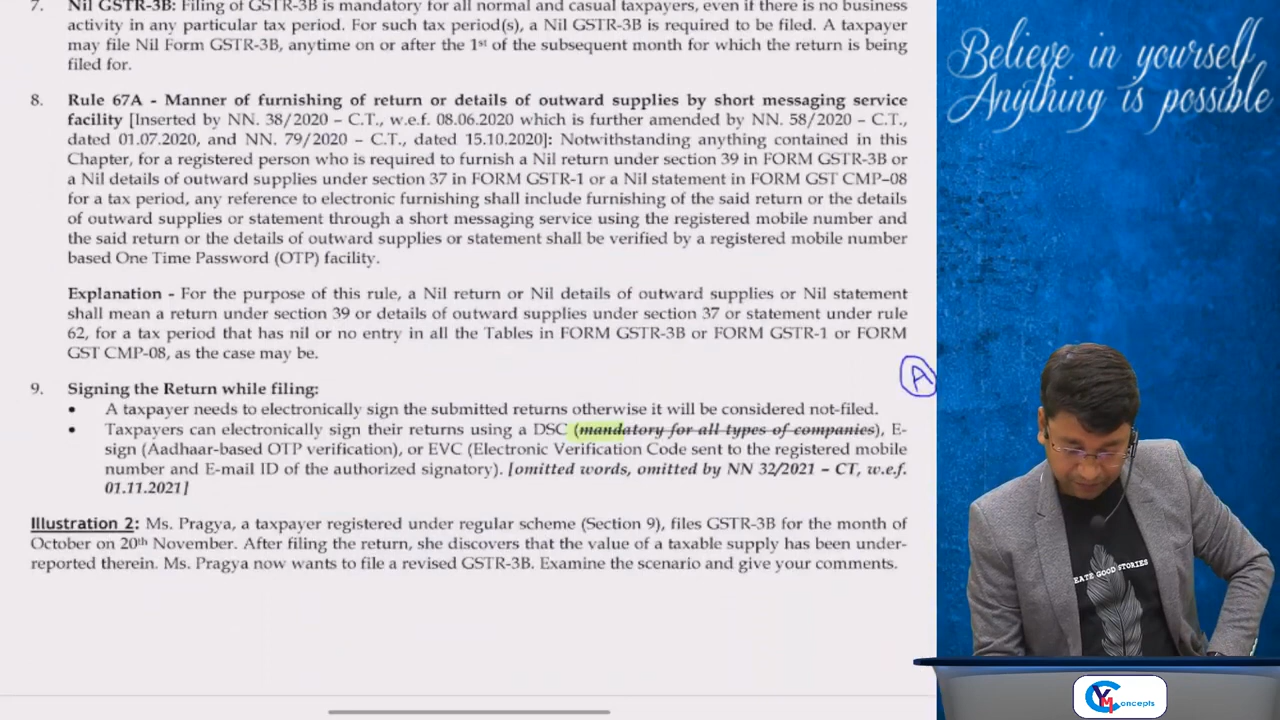 7. Nil GSTR-3B: Filing of GSTR-3B is mandatory for all normal and casual taxpayers, even if there is no business
activity in any particular tax period. For such tax period(s), a Nil GSTR-3B is required to be filed. A taxpayer
may file Nil Form GSTR-3B, anytime on or after the 1st of the subsequent month for which the return is being
filed for.
8. Rule 67A - Manner of furnishing of return or details of outward supplies by short messaging service
facility [Inserted by NN. 38/2020 – C.T., w.e.f. 08.06.2020 which is further amended by NN. 58/2020 – C.T.,
dated 01.07.2020, and NN. 79/2020 – C.T., dated 15.10.2020]: Notwithstanding anything contained in this
Chapter, for a registered person who is required to furnish a Nil return under section 39 in FORM GSTR-3B or
a Nil details of outward supplies under section 37 in FORM GSTR-1 or a Nil statement in FORM GST CMP–08
for a tax period, any reference to electronic furnishing shall include furnishing of the said return or the details
of outward supplies or statement through a short messaging service using the registered mobile number and
the said return or the details of outward supplies or statement shall be verified by a registered mobile number
based One Time Password (OTP) facility.
Explanation - For the purpose of this rule, a Nil return or Nil details of outward supplies or Nil statement
shall mean a return under section 39 or details of outward supplies under section 37 or statement under rule
62, for a tax period that has nil or no entry in all the Tables in FORM GSTR-3B or FORM GSTR-1 or FORM
GST CMP-08, as the case may be.
A
9. Signing the Return while filing:
• A taxpayer needs to electronically sign the submitted returns otherwise it will be considered not-filed.
• Taxpayers can electronically sign their returns using a DSC (mandatory for all types of companies), E-
sign (Aadhaar-based OTP verification), or EVC (Electronic Verification Code sent to the registered mobile
number and E-mail ID of the authorized signatory). [omitted words, omitted by NN 32/2021 – CT, w.e.f.
01.11.2021]
Illustration 2: Ms. Pragya, a taxpayer registered under regular scheme (Section 9), files GSTR-3B for the month of
October on 20th November. After filing the return, she discovers that the value of a taxable supply has been under-
reported therein. Ms. Pragya now wants to file a revised GSTR-3B. Examine the scenario and give your comments.
Believe in yourself
Anything is possible
EATE GOOD STORIES
YM Concepts